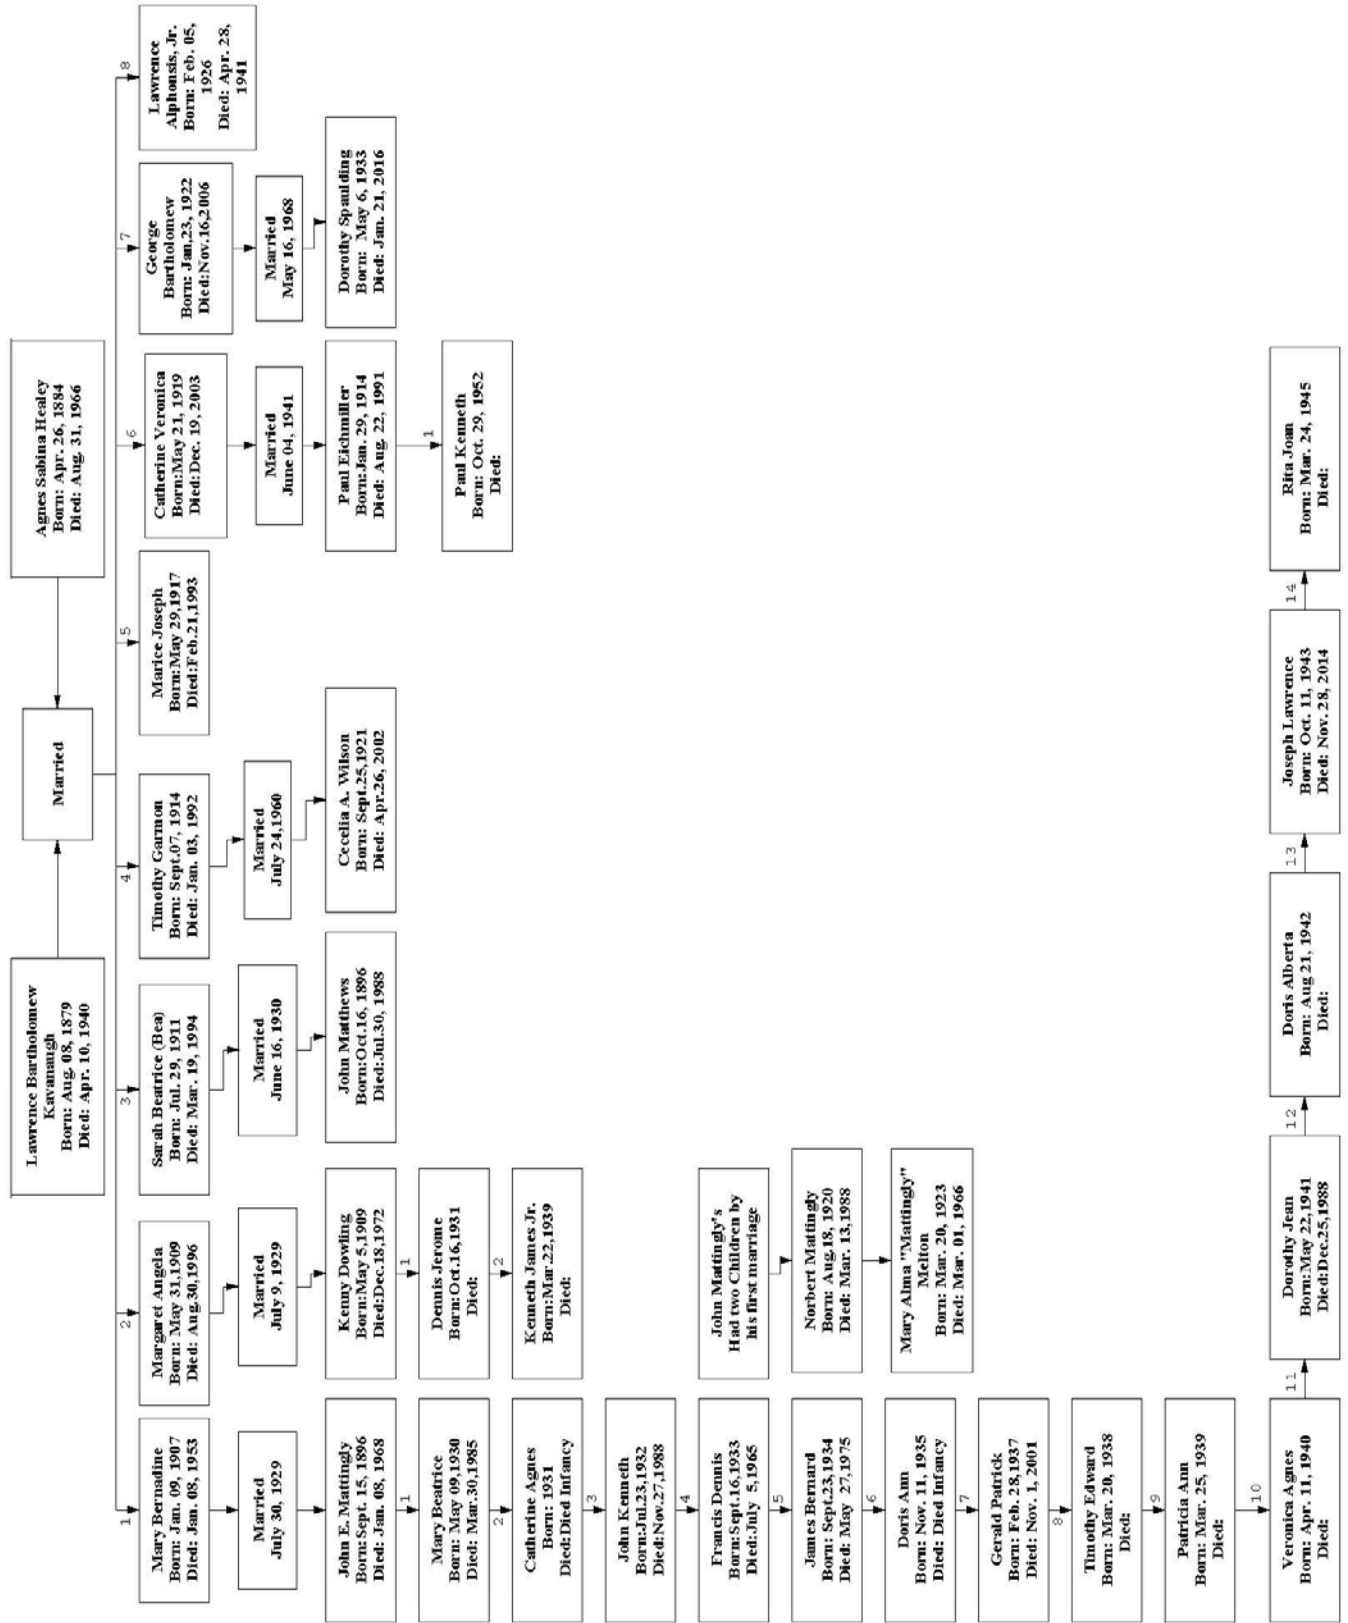 Lawrence Bartholomew
Kavanaugh
Born: Aug. 08, 1879
Died: Apr. 10, 1940
Married
Agnes Sabina Healey
Born: Apr. 26, 1884
Died: Aug. 31, 1966
1
Mary Bernadine
Born: Jan. 09, 1907
Died: Jan. 08, 1953
Married
July 30, 1929
John E. Mattingly
Born: Sept. 15, 1896
Died: Jan. 08, 1968
1
Mary Beatrice
Born: May 09,1930
Died: Mar.30,1985
2
Catherine Agnes
Born: 1931
Died:Died Infancy
3
John Kenneth
Born:Jul.23,1932
Died:Nov.27,1988
4
Francis Dennis
Born:Sept.16,1933
Died:July 5,1965
5
James Bernard
Born: Sept.23,1934
Died: May 27,1975
6
Doris Ann
Born: Nov. 11, 1935
Died: Died Infancy
7
Gerald Patrick
Born: Feb. 28,1937
Died: Nov. 1, 2001
8
Timothy Edward
Born: Mar. 20, 1938
Died:
9
Patricia Ann
Born: Mar. 25, 1939
Died:
10
Veronica Agnes
Born: Apr. 11, 1940
Died:
11
Dorothy Jean
Born:May 22,1941
Died:Dec.25,1988
12
Doris Alberta
Born: Aug 21, 1942
Died:
13
Joseph Lawrence
Born: Oct. 11, 1943
Died: Nov. 28, 2014
14
Rita Joan
Born: Mar. 24, 1945
Died:
2
Margaret Angela
Born: May 31,1909
Died: Aug.30,1996
Married
July 9, 1929
Kenny Dowling
Born:May 5,1909
Died:Dec.18,1972
1
Dennis Jerome
Born:Oct.16,1931
Died:
2
Kenneth James Jr.
Born:Mar.22,1939
Died:
John Mattingly's
Had two Children by
his first marriage
Norbert Mattingly
Born: Aug.18, 1920
Died: Mar. 13,1988
Mary Alma "Mattingly"
Melton
Born: Mar. 20, 1923
Died: Mar. 01, 1966
3
Sarah Beatrice (Bea)
Born: Jul. 29, 1911
Died: Mar. 19, 1994
Married
June 16, 1930
John Matthews
Born:Oct.16, 1896
Died:Jul.30, 1988
4
Timothy Garmon
Born: Sept.07, 1914
Died: Jan. 03, 1992
Married
July 24,1960
Cecelia A. Wilson
Born: Sept.25,1921
Died: Apr.26, 2002
5
Marice Joseph
Born:May 29,1917
Died:Feb.21,1993
6
Catherine Veronica
Born:May 21, 1919
Died:Dec. 19, 2003
Married
June 04, 1941
Paul Eichmiller
Born:Jan. 29, 1914
Died: Aug. 22, 1991
1
Paul Kenneth
Born: Oct. 29, 1952
Died:
7
George
Bartholomew
Born: Jan,23, 1922
Died:Nov.16,2006
Married
May 16, 1968
Dorothy Spaulding
Born: May 6, 1933
Died: Jan. 21, 2016
8
Lawrence
Alphonsis, Jr.
Born: Feb. 05,
1926
Died: Apr. 28,
1941